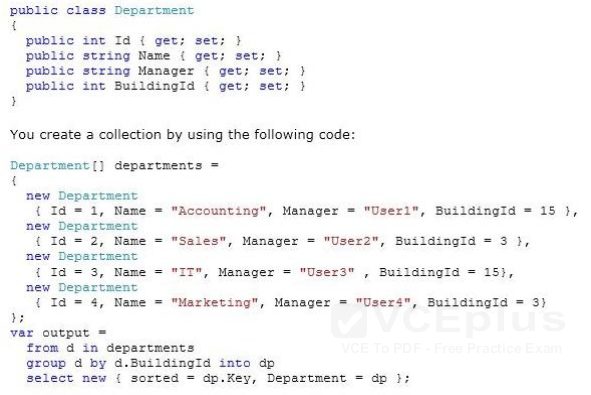 public class Department
{
public int Id { get; set; }
public string Name { get; set; }
public string Manager { get; set; }
public int BuildingId { get; set; }
}
You create a collection by using the following code:
Department[] departments =
{
new Department
{ Id = 1, Name = "Accounting", Manager = "User1", BuildingId = 15 },
new Department
{ Id = 2, Name = "Sales", Manager = "User2", BuildingId = 3 },
new Department
{ Id = 3, Name = "IT", Manager = "User3" , BuildingId = 15},
new Department
{ Id = 4, Name = "Marketing", Manager = "User4", BuildingId = 3}
};
VCEplus
VCE To PDF - Free Practice Exam
var output =
from d in departments
group d by d.BuildingId into dp
select new { sorted = dp.Key, Department = dp };